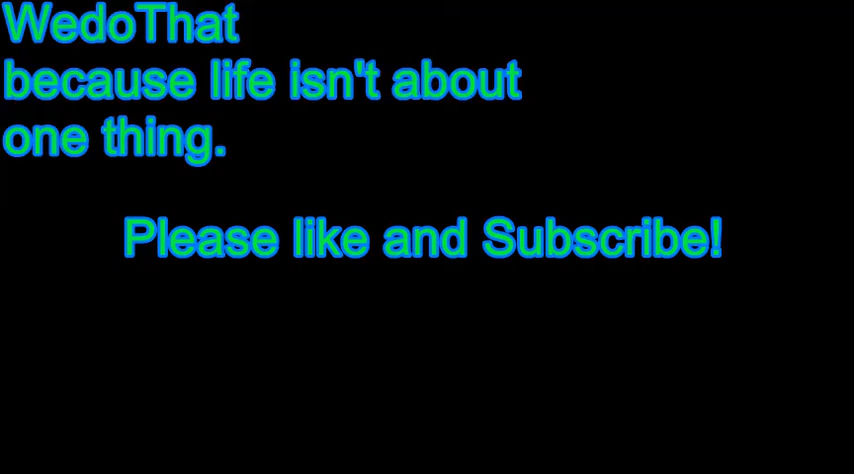 WedoThat
because life isn't about
one thing.
Please like and Subscribe!